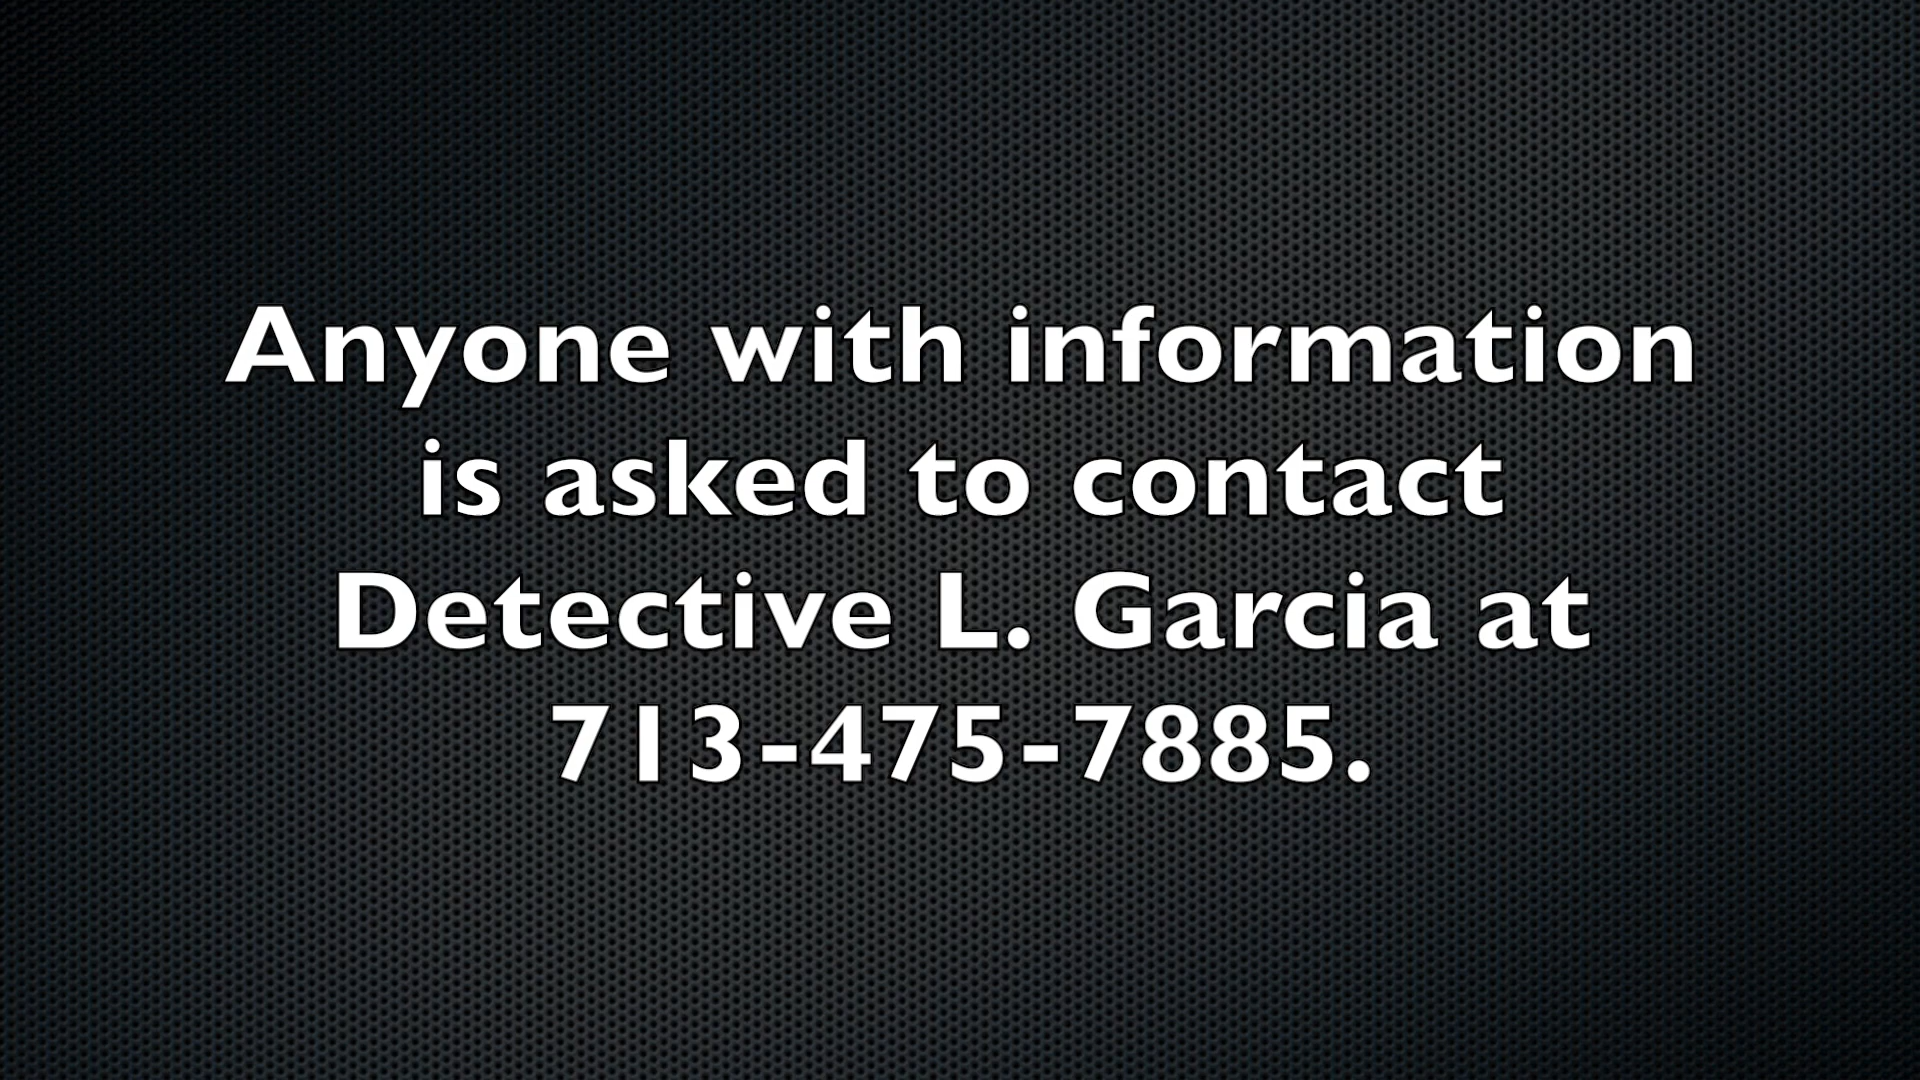 Anyone with information
is asked to contact
Detective L. Garcia at
713-475-7885.